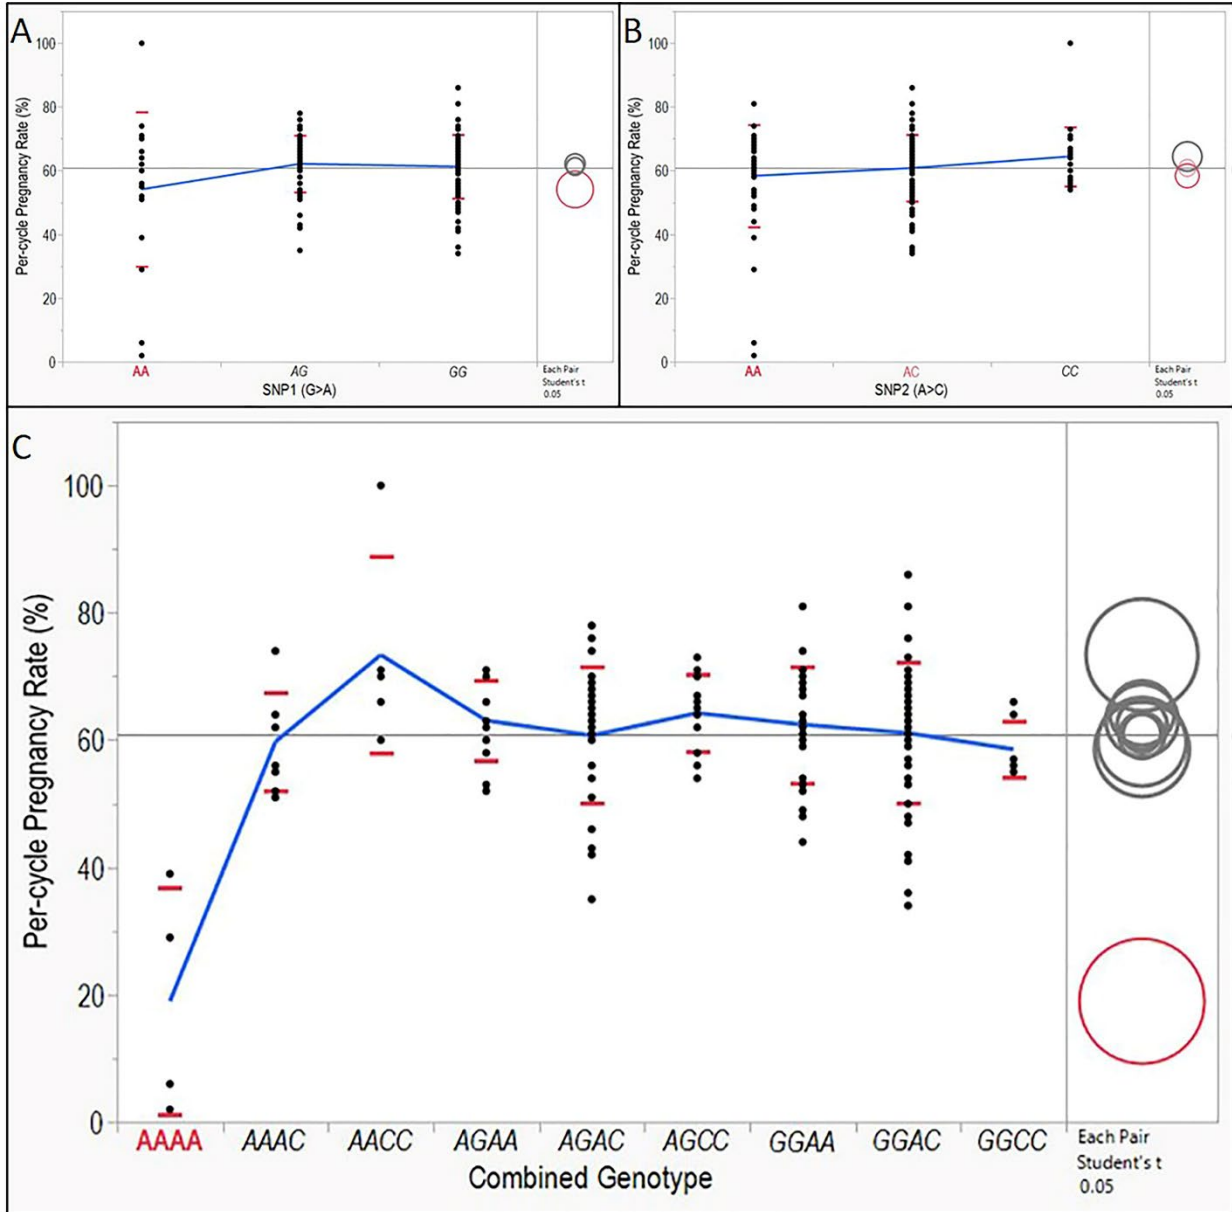 A
Per-cycle Pregnancy Rate (%)
100
80
60
40
20
0
AA AG GG
SNP1 (G>A)
Each Pair
Student's t
0.05
B
Per-cycle Pregnancy Rate (%)
100
80
60
40
20
0
AA AC CC
SNP2 (A>C)
Each Pair
Student's t
0.05
C
Per-cycle Pregnancy Rate (%)
100
80
60
40
20
0
AAAA AAAC AACC AGAA AGAC AGCC GGAA GGAC GGCC
Combined Genotype
Each Pair
Student's t
0.05